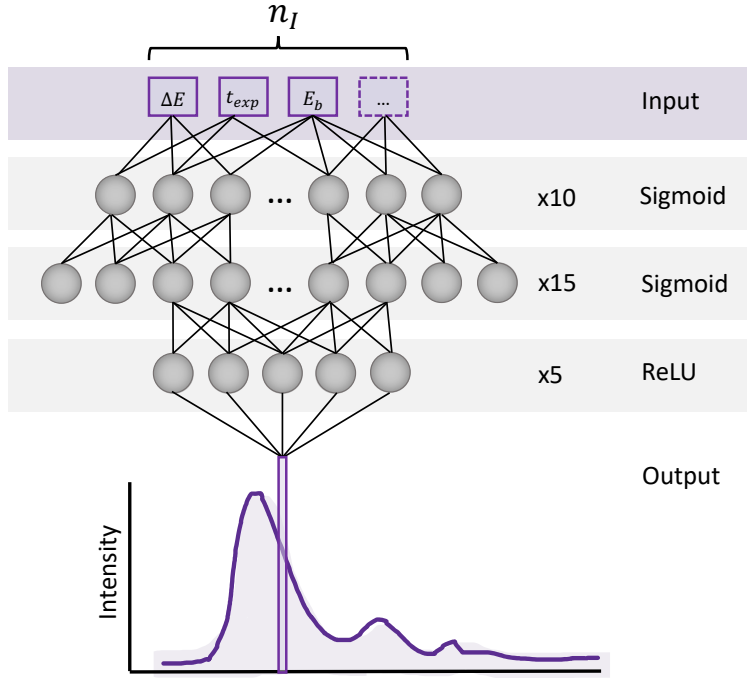 n_I
ΔE t_exp E_b ... Input
... x10 Sigmoid
... x15 Sigmoid
x5 ReLU
Output
Intensity